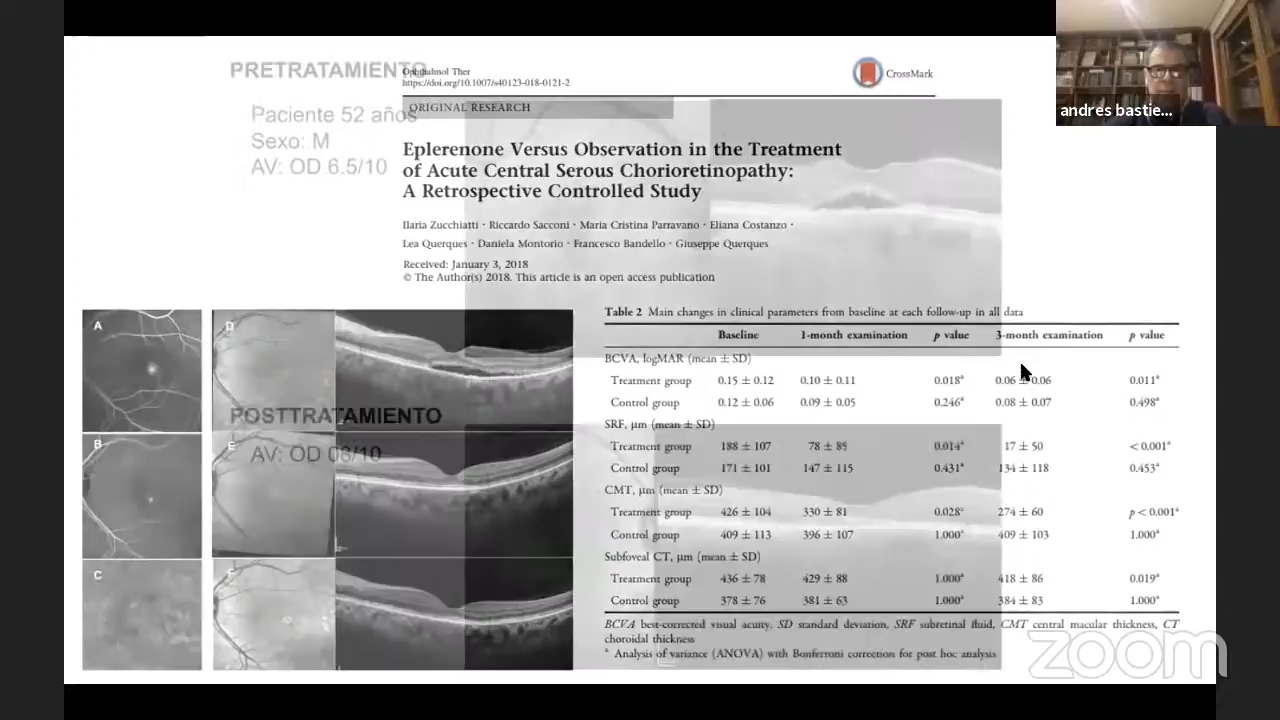 PRETRATAMIENTO
Paciente 52 años
Sexo: M
AV: OD 6.5/10
Ophthalmol Ther
https://doi.org/10.1007/s40123-018-0121-2
CrossMark
ORIGINAL RESEARCH
Eplerenone Versus Observation in the Treatment
of Acute Central Serous Chorioretinopathy:
A Retrospective Controlled Study
Ilaria Zucchiatti · Riccardo Sacconi · Maria Cristina Parravano · Eliana Costanzo ·
Lea Querques · Daniela Montorio · Francesco Bandello · Giuseppe Querques
Received: January 3, 2018
© The Author(s) 2018. This article is an open access publication
andres bastie...
A
B
C
D
E
POSTTRATAMIENTO
AV: OD 08/10
Table 2 Main changes in clinical parameters from baseline at each follow-up in all data
Baseline 1-month examination p value 3-month examination p value
BCVA, logMAR (mean ± SD)
Treatment group 0.15 ± 0.12 0.10 ± 0.11 0.018ᵃ 0.06 ± 0.06 0.011ᵃ
Control group 0.12 ± 0.06 0.09 ± 0.05 0.246ᵃ 0.08 ± 0.07 0.498ᵃ
SRF, µm (mean ± SD)
Treatment group 188 ± 107 78 ± 85 0.014ᵃ 17 ± 50 <0.001ᵃ
Control group 171 ± 101 147 ± 115 0.431ᵃ 134 ± 118 0.453ᵃ
CMT, µm (mean ± SD)
Treatment group 426 ± 104 330 ± 81 0.028ᵃ 274 ± 60 p < 0.001ᵃ
Control group 409 ± 113 396 ± 107 1.000ᵃ 409 ± 103 1.000ᵃ
Subfoveal CT, µm (mean ± SD)
Treatment group 436 ± 78 429 ± 88 1.000ᵃ 418 ± 86 0.019ᵃ
Control group 378 ± 76 381 ± 63 1.000ᵃ 384 ± 83 1.000ᵃ
BCVA best-corrected visual acuity, SD standard deviation, SRF subretinal fluid, CMT central macular thickness, CT
choroidal thickness
ᵃ Analysis of variance (ANOVA) with Bonferroni correction for post hoc analysis
zoom